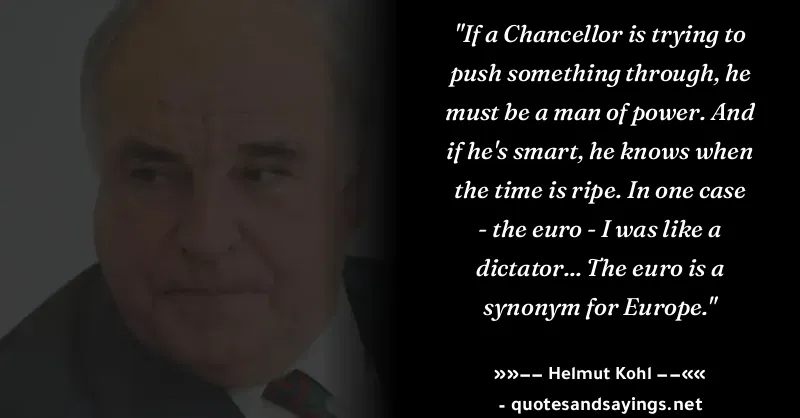 "If a Chancellor is trying to
push something through, he
must be a man of power. And
if he's smart, he knows when
the time is ripe. In one case
- the euro - I was like a
dictator... The euro is a
synonym for Europe."
»»−− Helmut Kohl −−««
- quotesandsayings.net